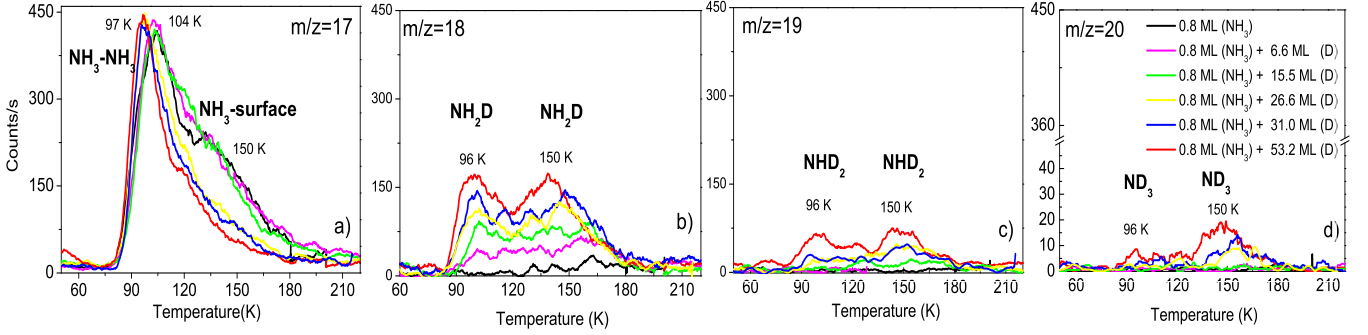 450
300
150
0
Counts/s
60
90
120
150
180
210
Temperature(K)
m/z=17
97 K
104 K
NH3-NH3
NH3-surface
150 K
a)
450
375
300
225
150
75
0
60
90
120
150
180
210
Temperature (K)
m/z=18
NH2D
NH2D
96 K
150 K
b)
450
300
150
0
60
90
120
150
180
210
Temperature (K)
m/z=19
NHD2
NHD2
96 K
150 K
c)
450
360
40
30
20
10
0
60
90
120
150
180
210
Temperature (K)
m/z=20
0.8 ML (NH3)
0.8 ML (NH3) + 6.6 ML (D)
0.8 ML (NH3) + 15.5 ML (D)
0.8 ML (NH3) + 26.6 ML (D)
0.8 ML (NH3) + 31.0 ML (D)
0.8 ML (NH3) + 53.2 ML (D)
ND3
ND3
96 K
150 K
d)